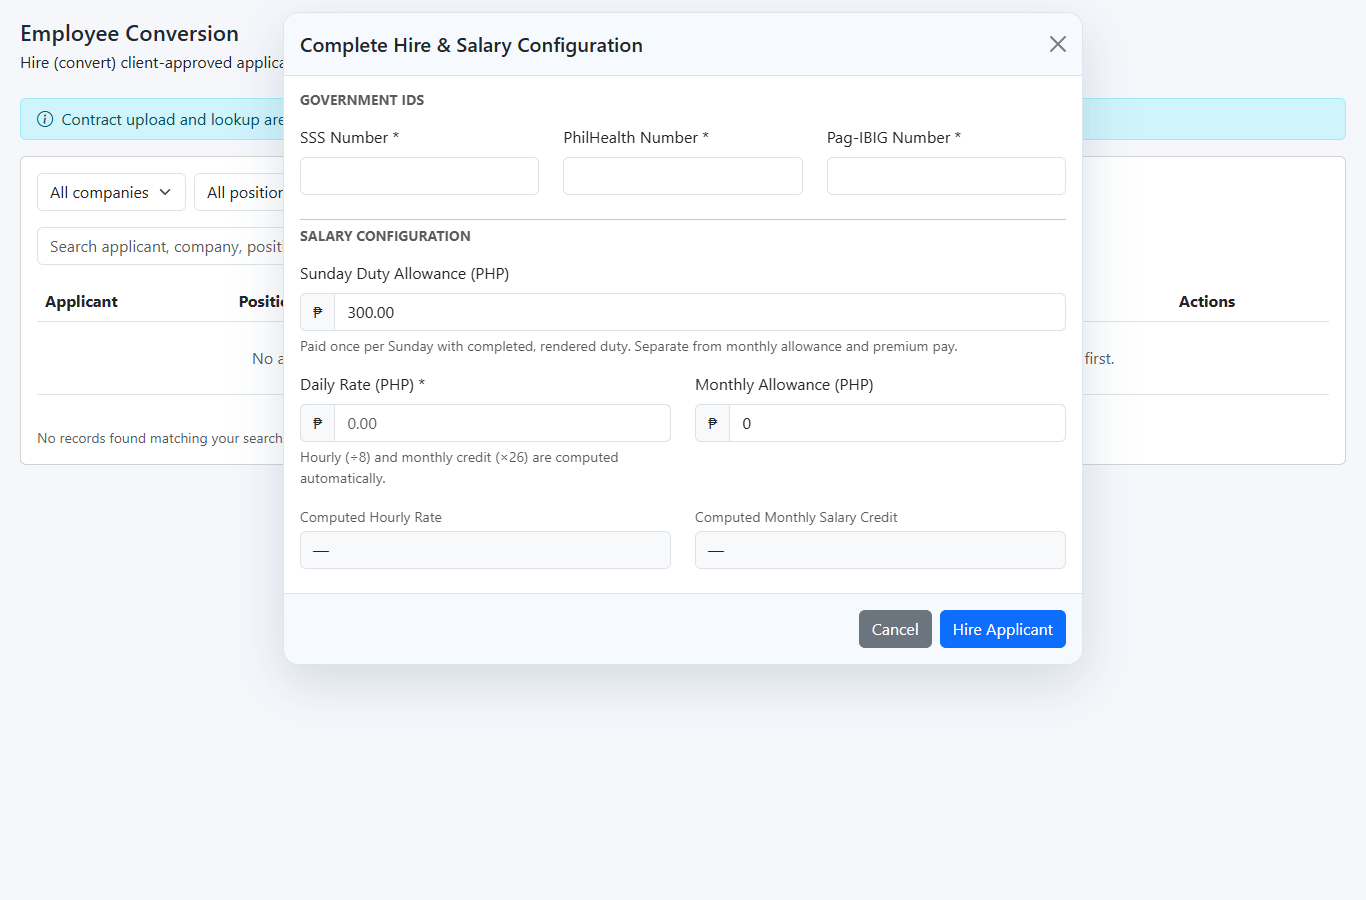 Employee Conversion
Hire (convert) client-approved applica
Contract upload and lookup are
All companies
All position
Search applicant, company, positi
Applicant
Positio
Actions
No a
first.
No records found matching your search
Complete Hire & Salary Configuration
GOVERNMENT IDS
SSS Number *
PhilHealth Number *
Pag-IBIG Number *
SALARY CONFIGURATION
Sunday Duty Allowance (PHP)
₱ 300.00
Paid once per Sunday with completed, rendered duty. Separate from monthly allowance and premium pay.
Daily Rate (PHP) *
Monthly Allowance (PHP)
₱ 0.00
₱ 0
Hourly (÷8) and monthly credit (×26) are computed
automatically.
Computed Hourly Rate
Computed Monthly Salary Credit
—
—
Cancel
Hire Applicant